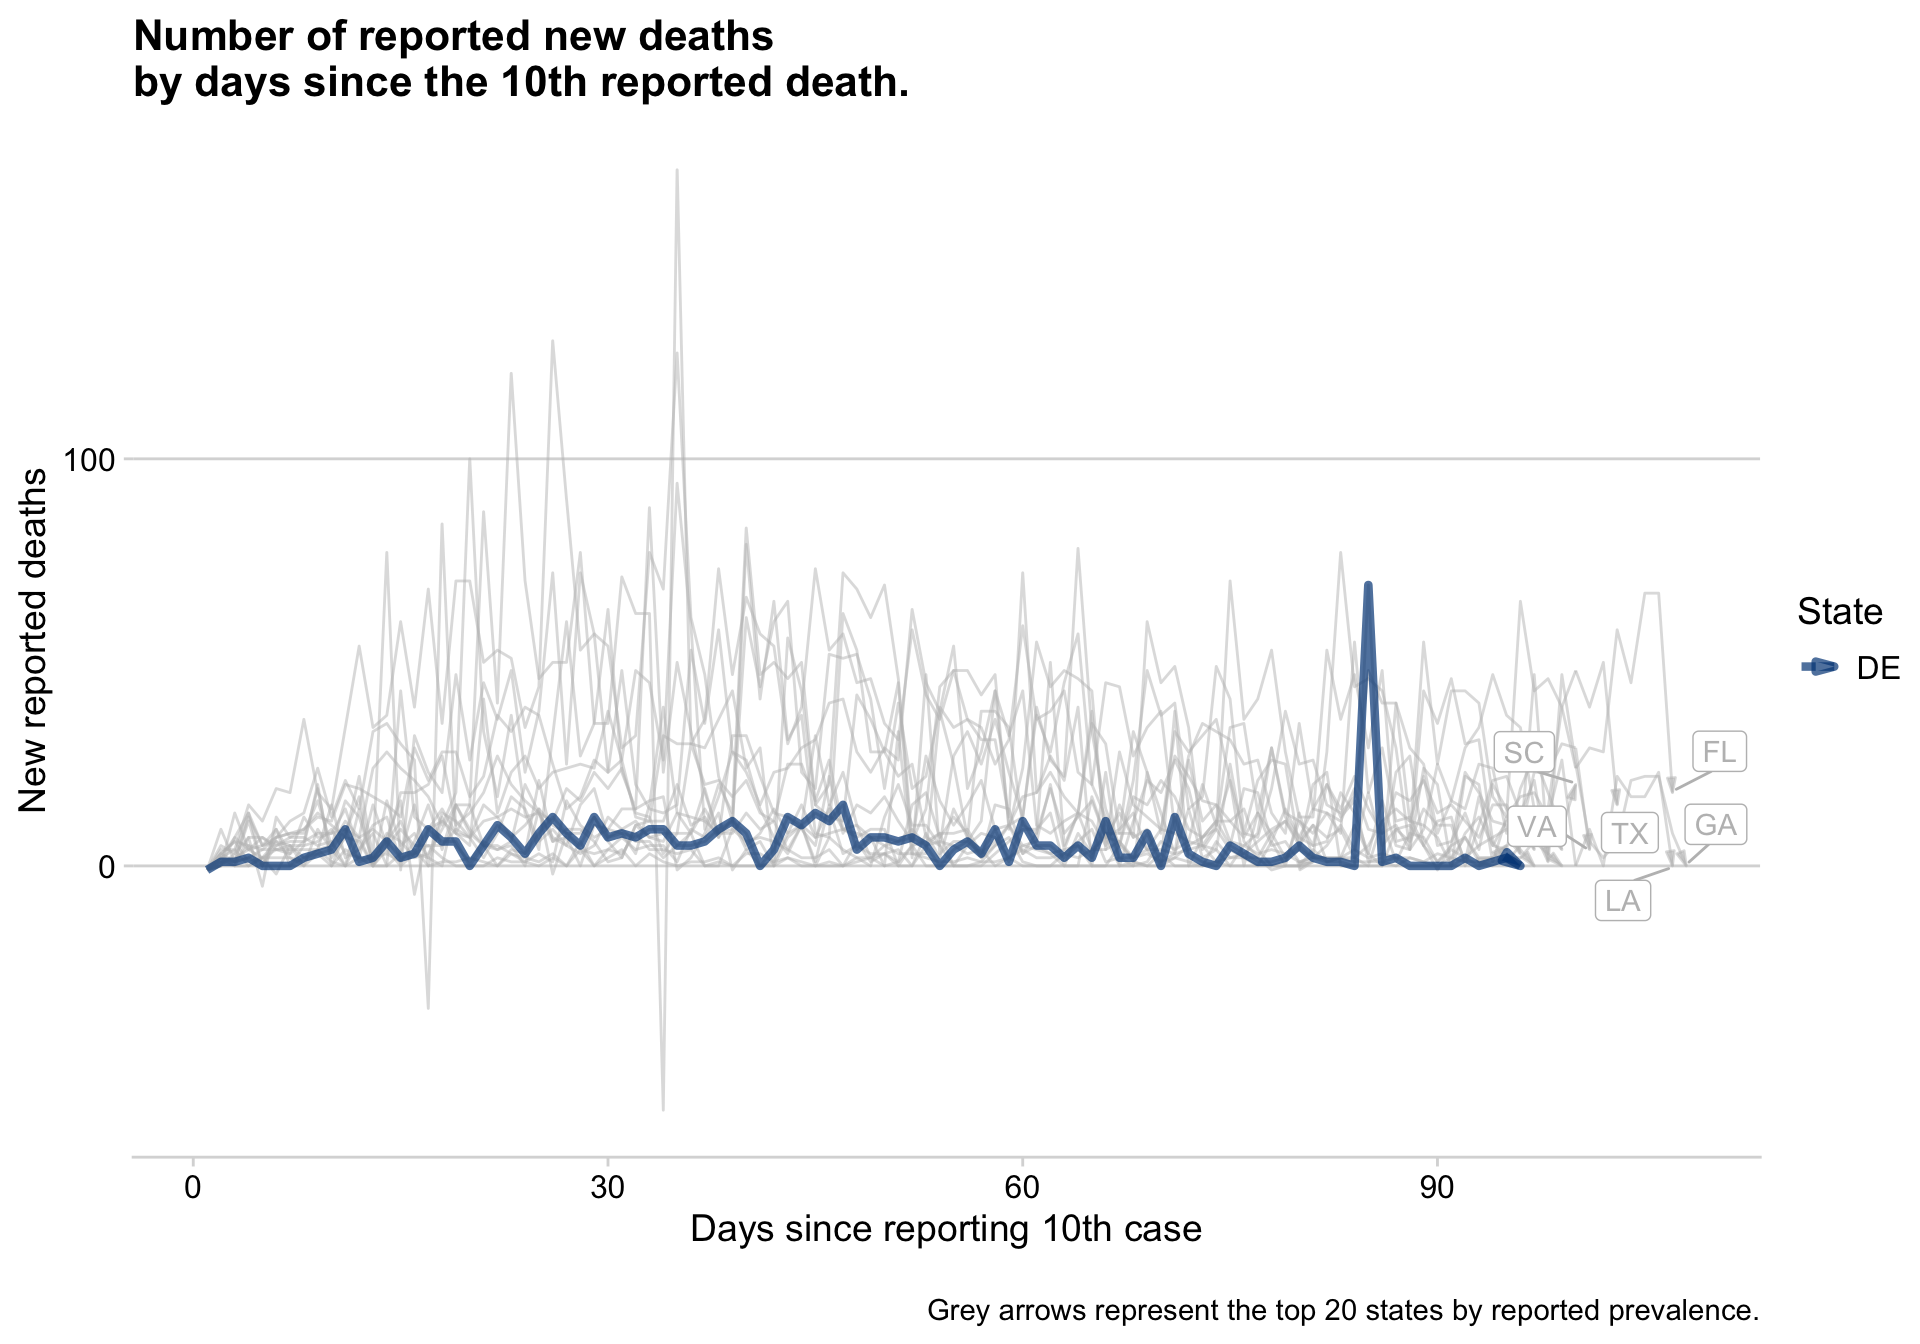 Number of reported new deaths
by days since the 10th reported death.
New reported deaths
100
0
SC
FL
VA
TX
GA
LA
State
DE
0
30
60
90
Days since reporting 10th case
Grey arrows represent the top 20 states by reported prevalence.